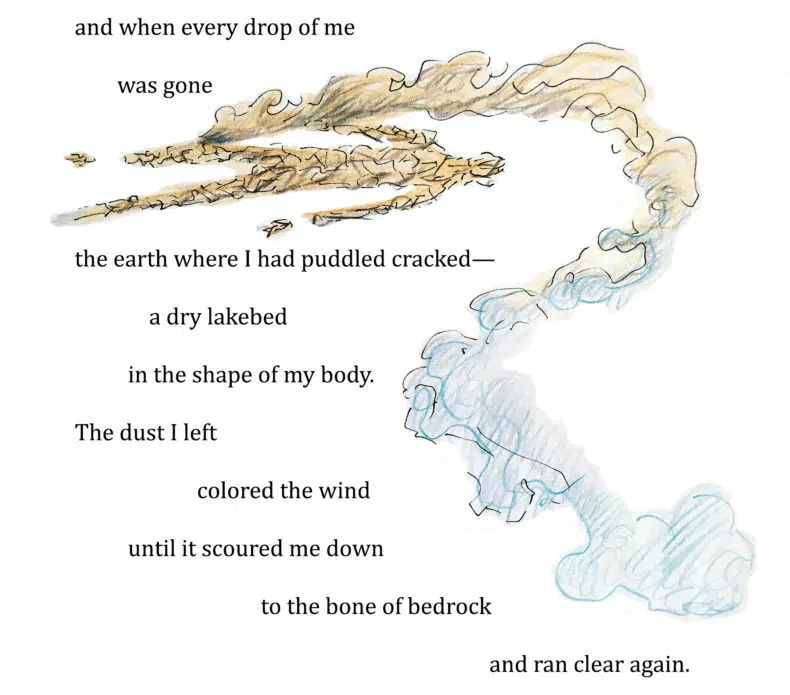 and when every drop of me
was gone
the earth where I had puddled cracked—
a dry lakebed
in the shape of my body.
The dust I left
colored the wind
until it scoured me down
to the bone of bedrock
and ran clear again.